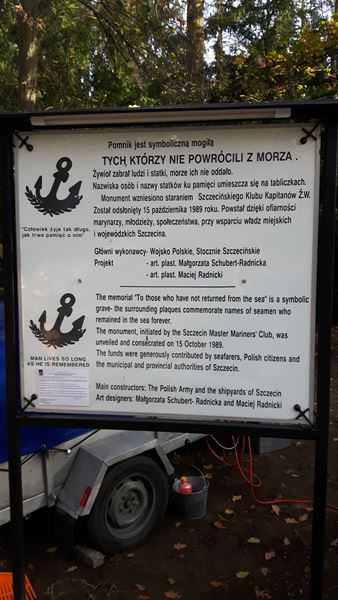 Pomnik jest symboliczną mogiłą
TYCH, KTÓRZY NIE POWRÓCILI Z MORZA .
Żywioł zabrał ludzi i statki, morze ich nie oddało.
Nazwiska osób i nazwy statków ku pamięci umieszcza się na tabliczkach.
Monument wzniesiono staraniem Szczecińskiego Klubu Kapitanów Ż.W.
Został odsłonięty 15 października 1989 roku. Powstał dzięki ofiarności
marynarzy, młodzieży, społeczeństwa, przy wsparciu władz miejskich
i wojewódzkich Szczecina.
"Człowiek żyje tak długo,
jak trwa pamięć o nim"
Główni wykonawcy- Wojsko Polskie, Stocznie Szczecińskie
Projekt - art. plast. Małgorzata Schubert-Radnicka
- art. plast. Maciej Radnicki
The memorial "To those who have not returned from the sea" is a symbolic
grave- the surrounding plaques commemorate names of seamen who
remained in the sea forever.
The monument, initiated by the Szczecin Master Mariners' Club, was
unveiled and consecrated on 15 October 1989.
The funds were generously contributed by seafarers, Polish citizens and
the municipal and provincial authorities of Szczecin.
MAN LIVES SO LONG
AS HE IS REMEMBERED
Main constructors: The Polish Army and the shipyards of Szczecin
Art designers: Małgorzata Schubert- Radnicka and Maciej Radnicki